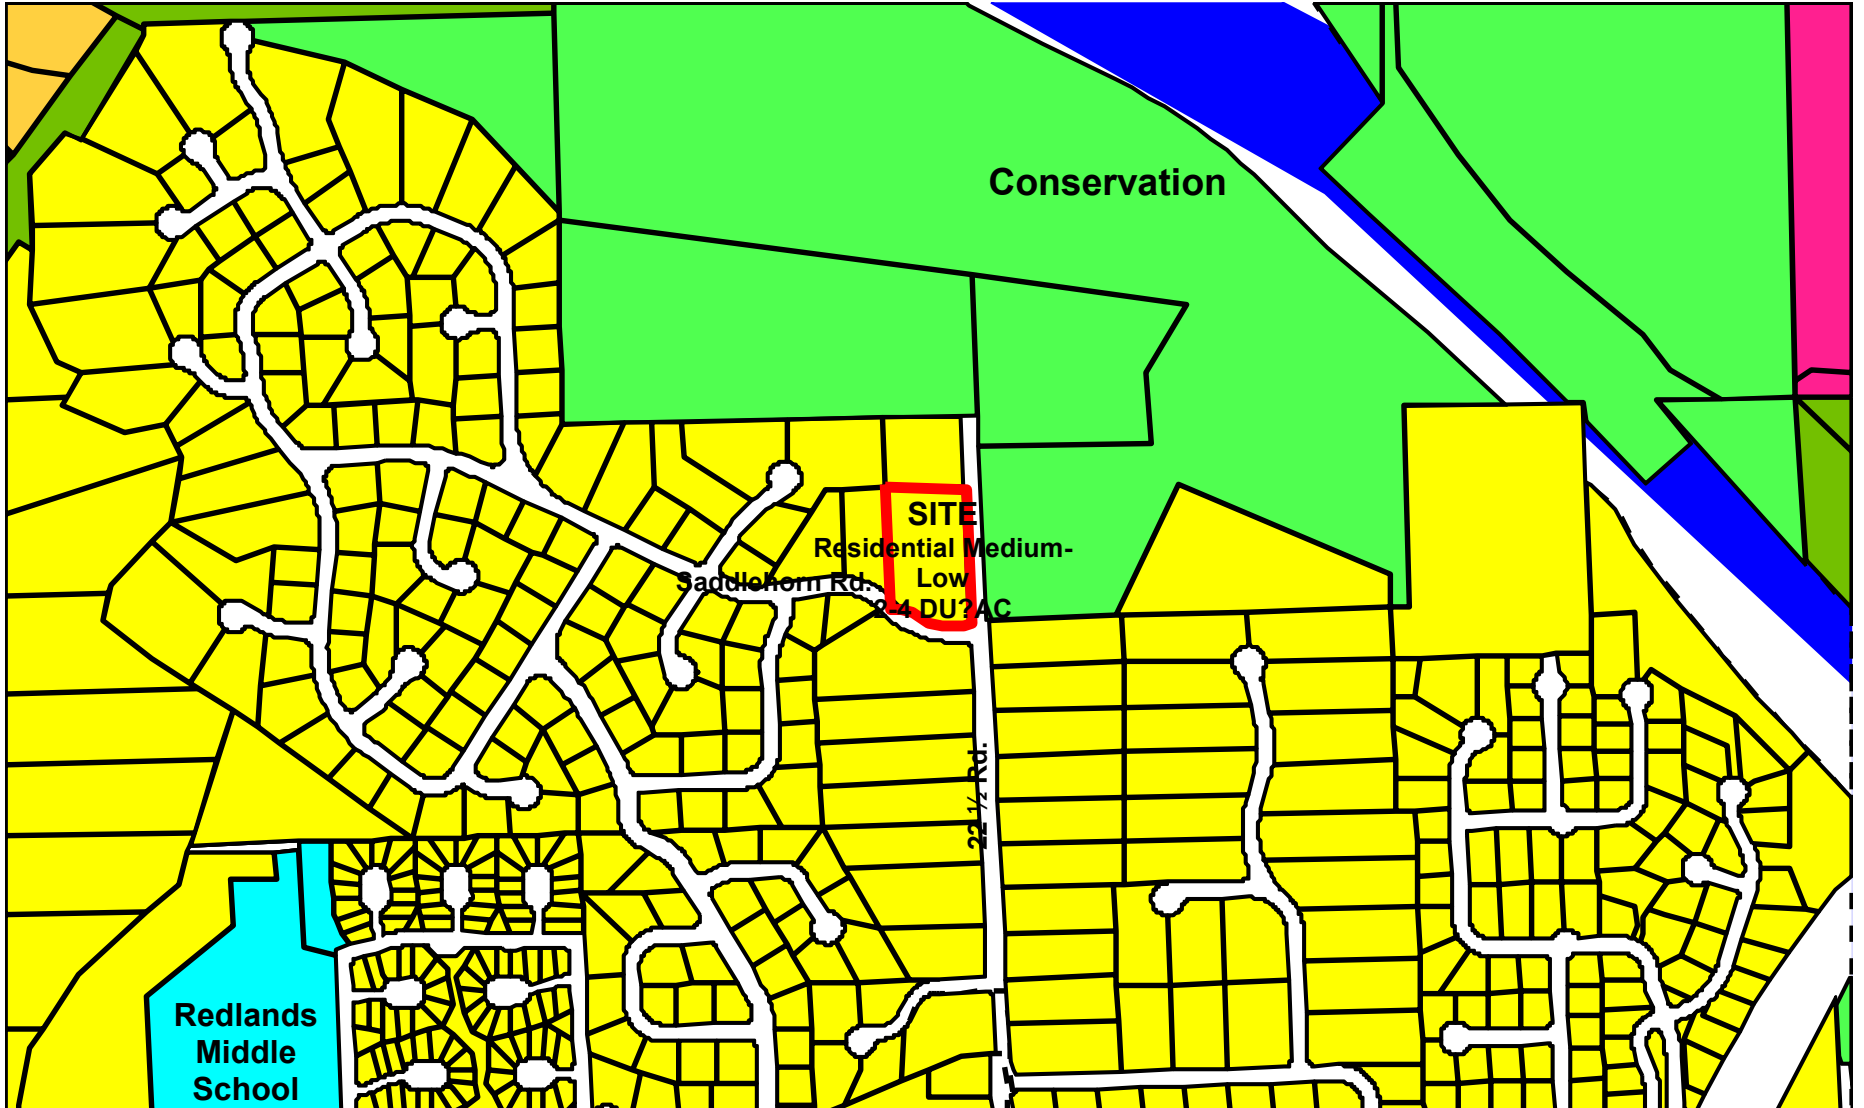 Conservation
SITE
Residential Medium-
Low
2-4 DU?AC
Saddlehorn Rd.
22 ½ Rd.
Redlands
Middle
School